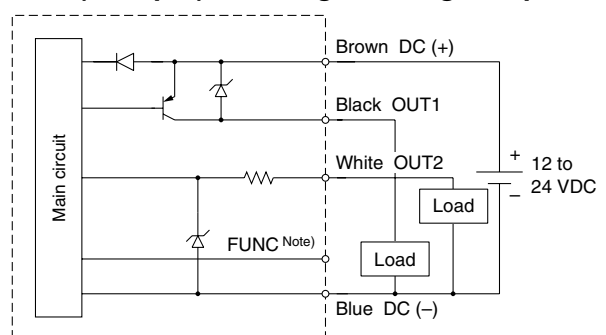 Brown DC (+)
Black OUT1
White OUT2
+
12 to
24 VDC
–
Load
FUNC Note)
Load
Blue DC (–)
Main circuit